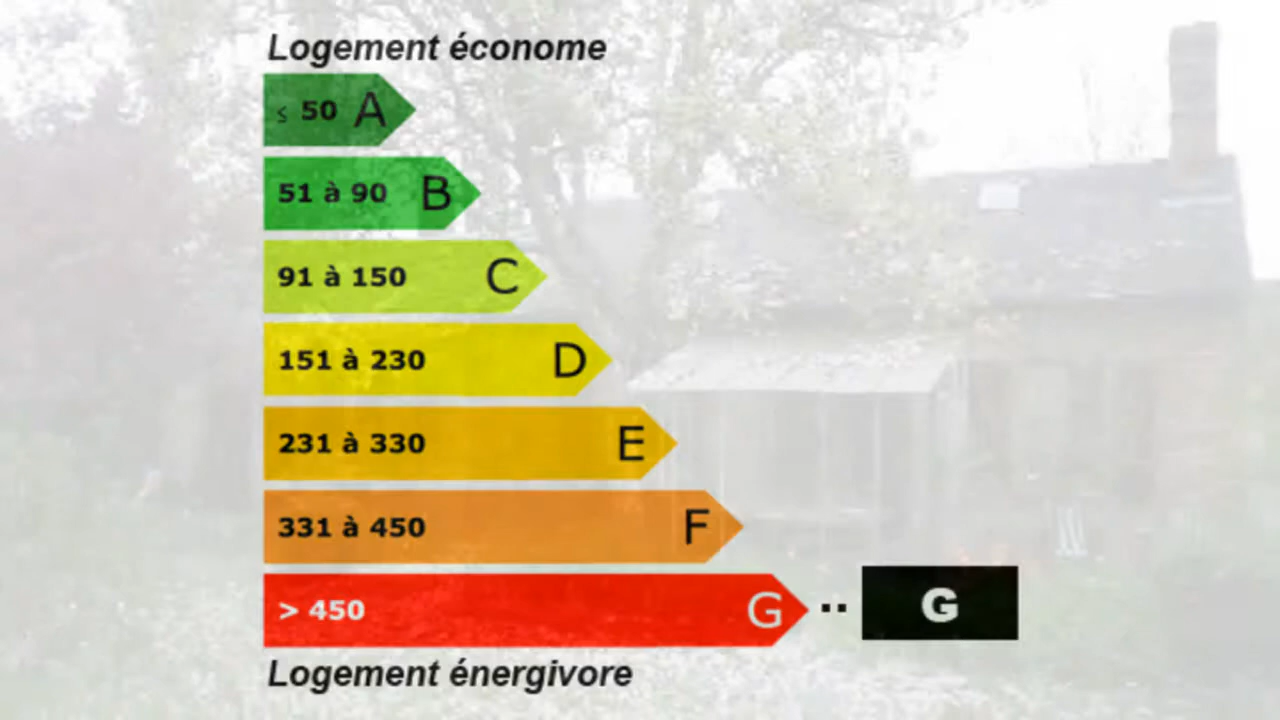 Logement économe
≤ 50 A
51 à 90 B
91 à 150 C
151 à 230 D
231 à 330 E
331 à 450 F
> 450 G ·· G
Logement énergivore